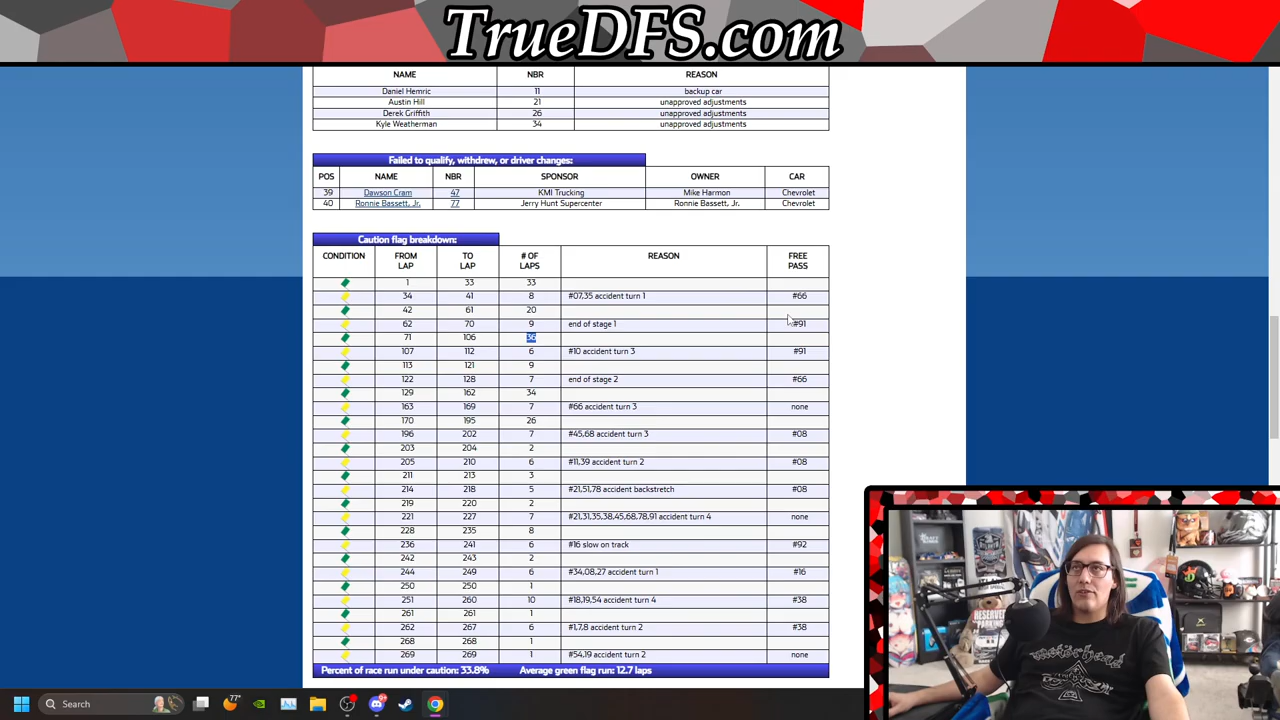 TrueDFS.com
NAME NBR REASON
Daniel Hemric 11 backup car
Austin Hill 21 unapproved adjustments
Derek Griffith 26 unapproved adjustments
Kyle Weatherman 34 unapproved adjustments
Failed to qualify, withdrew, or driver changes:
POS NAME NBR SPONSOR OWNER CAR
39 Dawson Cram 47 KMI Trucking Mike Harmon Chevrolet
40 Ronnie Bassett, Jr. 77 Jerry Hunt Supercenter Ronnie Bassett, Jr. Chevrolet
Caution flag breakdown:
CONDITION FROM LAP TO LAP # OF LAPS REASON FREE PASS
1 33 33
34 41 8 #07,35 accident turn 1 #66
42 61 20
62 70 9 end of stage 1 #91
71 106 36
107 112 6 #10 accident turn 3 #91
113 121 9
122 128 7 end of stage 2 #66
129 162 34
163 169 7 #66 accident turn 3 none
170 195 26
196 202 7 #45,68 accident turn 3 #08
203 204 2
205 210 6 #11,39 accident turn 2 #08
211 213 3
214 218 5 #21,51,78 accident backstretch #08
219 220 2
221 227 7 #21,31,35,38,45,68,78,91 accident turn 4 none
228 235 8
236 241 6 #16 slow on track #92
242 243 2
244 249 6 #34,08,27 accident turn 1 #16
250 250 1
251 260 10 #18,19,54 accident turn 4 #38
261 261 1
262 267 6 #1,7,8 accident turn 2 #38
268 268 1
269 269 1 #54,19 accident turn 2 none
Percent of race run under caution: 33.8% Average green flag run: 12.7 laps
RESERVED
PARKING
motörhead
Search
77°